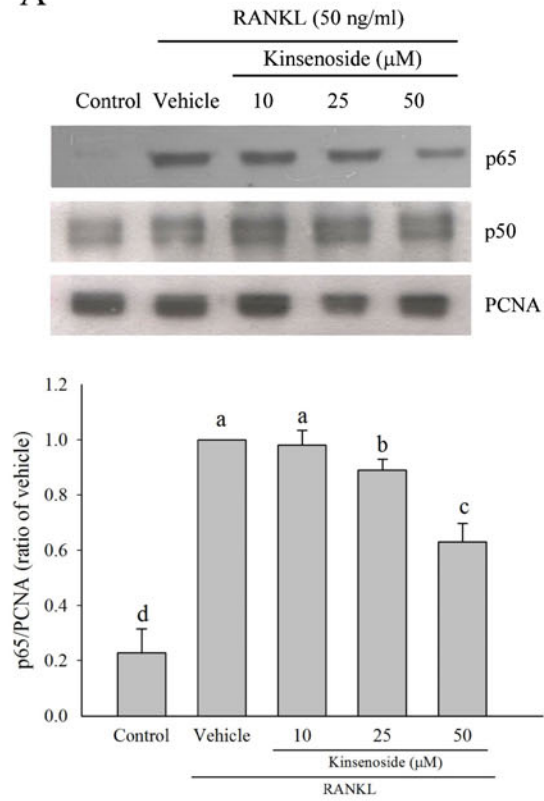 A
RANKL (50 ng/ml)
Kinsenoside (μM)
Control Vehicle 10 25 50
p65
p50
PCNA
1.2
1.0
0.8
0.6
0.4
0.2
0.0
p65/PCNA (ratio of vehicle)
d
a
a
b
c
Control Vehicle 10 25 50
Kinsenoside (μM)
RANKL